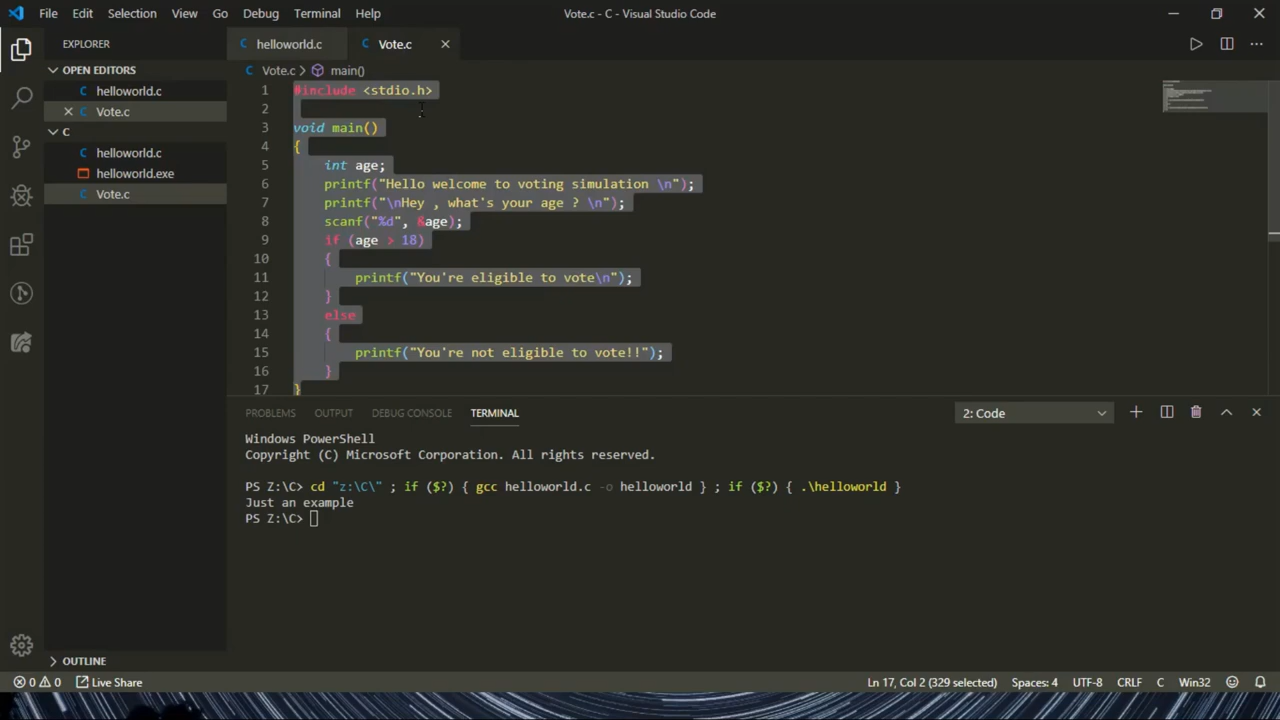 File Edit Selection View Go Debug Terminal Help Vote.c - C - Visual Studio Code
EXPLORER
helloworld.c Vote.c
OPEN EDITORS
helloworld.c
Vote.c
C
helloworld.c
helloworld.exe
Vote.c
Vote.c > main()
1 #include <stdio.h>
2
3 void main()
4 {
5 int age;
6 printf("Hello welcome to voting simulation \n");
7 printf("\nHey , what's your age ? \n");
8 scanf("%d", &age);
9 if (age > 18)
10 {
11 printf("You're eligible to vote\n");
12 }
13 else
14 {
15 printf("You're not eligible to vote!!");
16 }
17 }
PROBLEMS OUTPUT DEBUG CONSOLE TERMINAL 2: Code
Windows PowerShell
Copyright (C) Microsoft Corporation. All rights reserved.
PS Z:\C> cd "z:\C\" ; if ($?) { gcc helloworld.c -o helloworld } ; if ($?) { .\helloworld }
Just an example
PS Z:\C>
OUTLINE
0 0 Live Share Ln 17, Col 2 (329 selected) Spaces: 4 UTF-8 CRLF C Win32